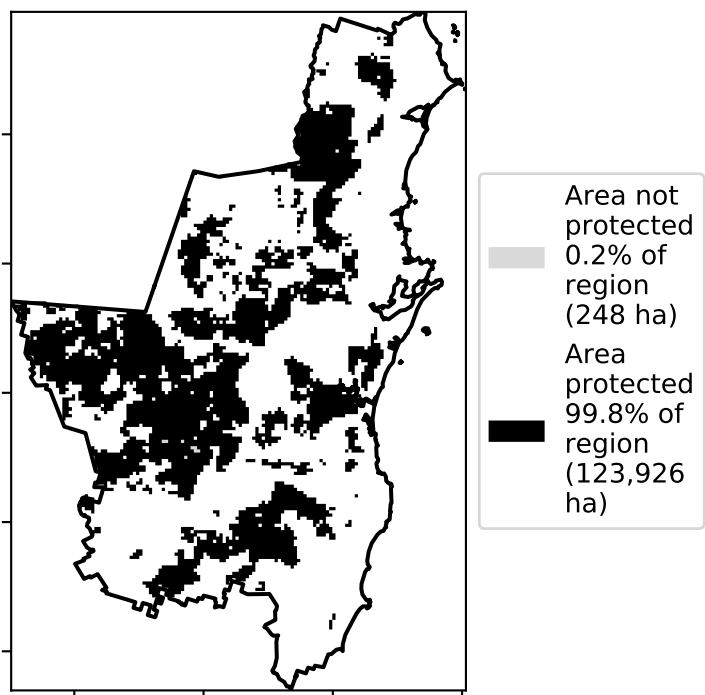 Area not
protected
0.2% of
region
(248 ha)
Area
protected
99.8% of
region
(123,926
ha)